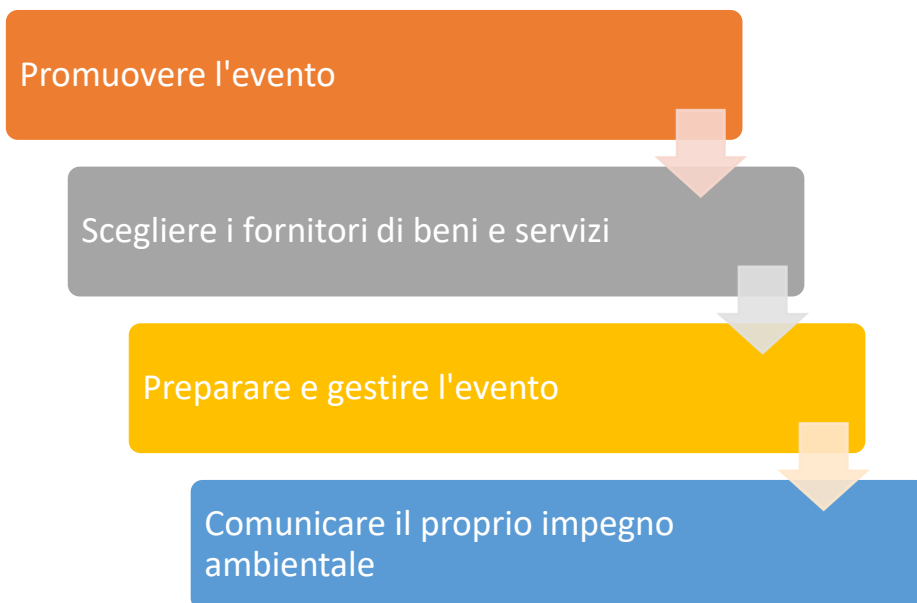 Promuovere l'evento
Scegliere i fornitori di beni e servizi
Preparare e gestire l'evento
Comunicare il proprio impegno
ambientale